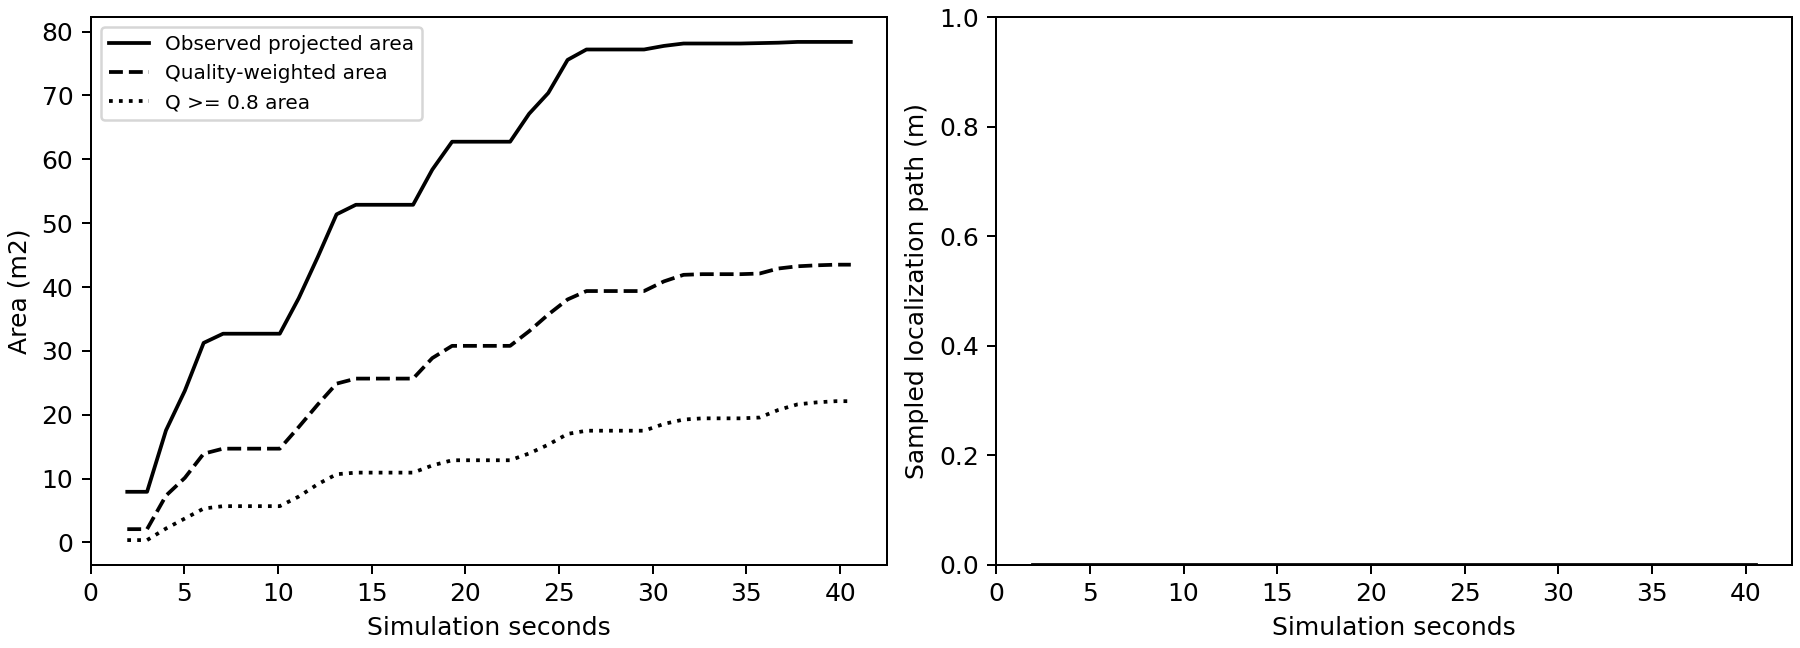 Area (m2)
80
70
60
50
40
30
20
10
0
Observed projected area
Quality-weighted area
Q >= 0.8 area
0 5 10 15 20 25 30 35 40
Simulation seconds
Sampled localization path (m)
1.0
0.8
0.6
0.4
0.2
0.0
0 5 10 15 20 25 30 35 40
Simulation seconds